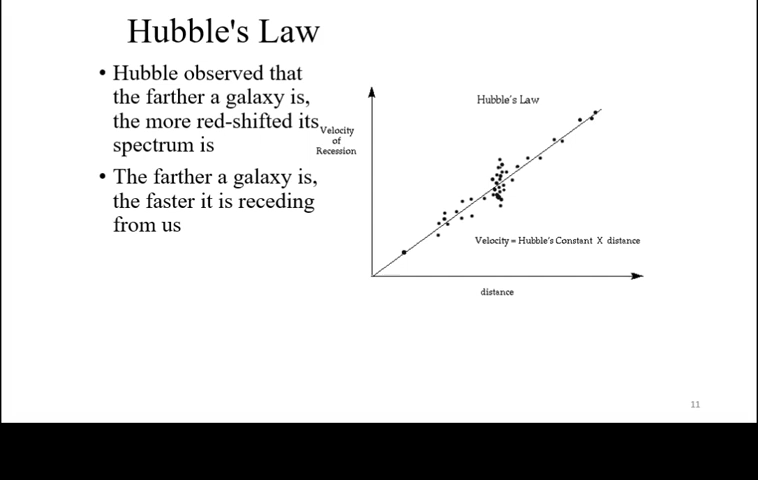 Hubble's Law
• Hubble observed that
the farther a galaxy is,
the more red-shifted its
spectrum is
• The farther a galaxy is,
the faster it is receding
from us
Hubble's Law
Velocity
of
Recession
Velocity = Hubble's Constant X distance
distance
11